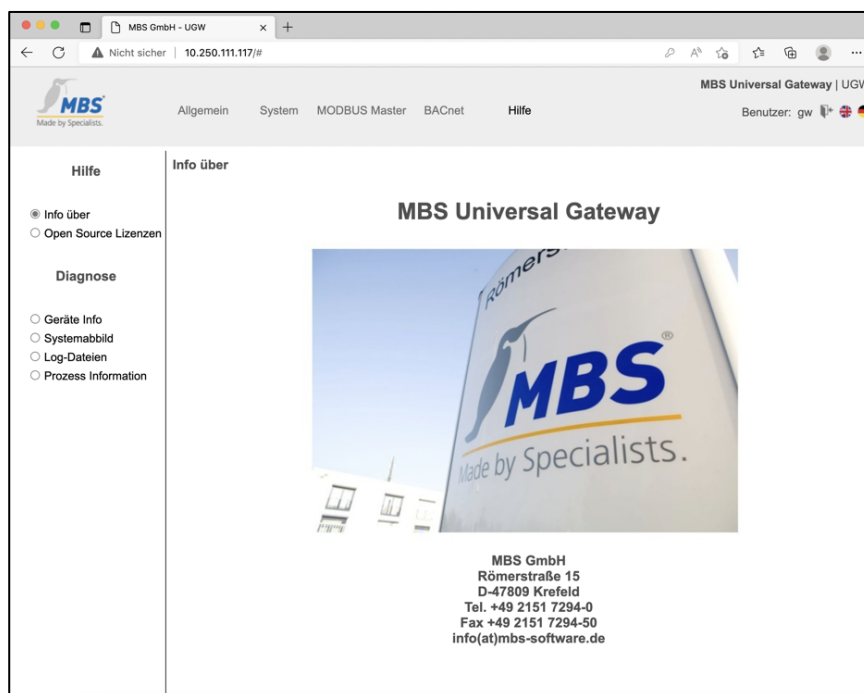 MBS GmbH - UGW
Nicht sicher | 10.250.111.117/#
MBS Universal Gateway | UGW
MBS
Made by Specialists.
Allgemein System MODBUS Master BACnet Hilfe
Benutzer: gw
Hilfe
Info über
Open Source Lizenzen
Diagnose
Geräte Info
Systemabbild
Log-Dateien
Prozess Information
Info über
MBS Universal Gateway
Römerstr
MBS®
Made by Specialists.
MBS GmbH
Römerstraße 15
D-47809 Krefeld
Tel. +49 2151 7294-0
Fax +49 2151 7294-50
info(at)mbs-software.de